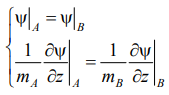 ψ|_A = ψ|_B
1/m_A ∂ψ/∂z|_A = 1/m_B ∂ψ/∂z|_B